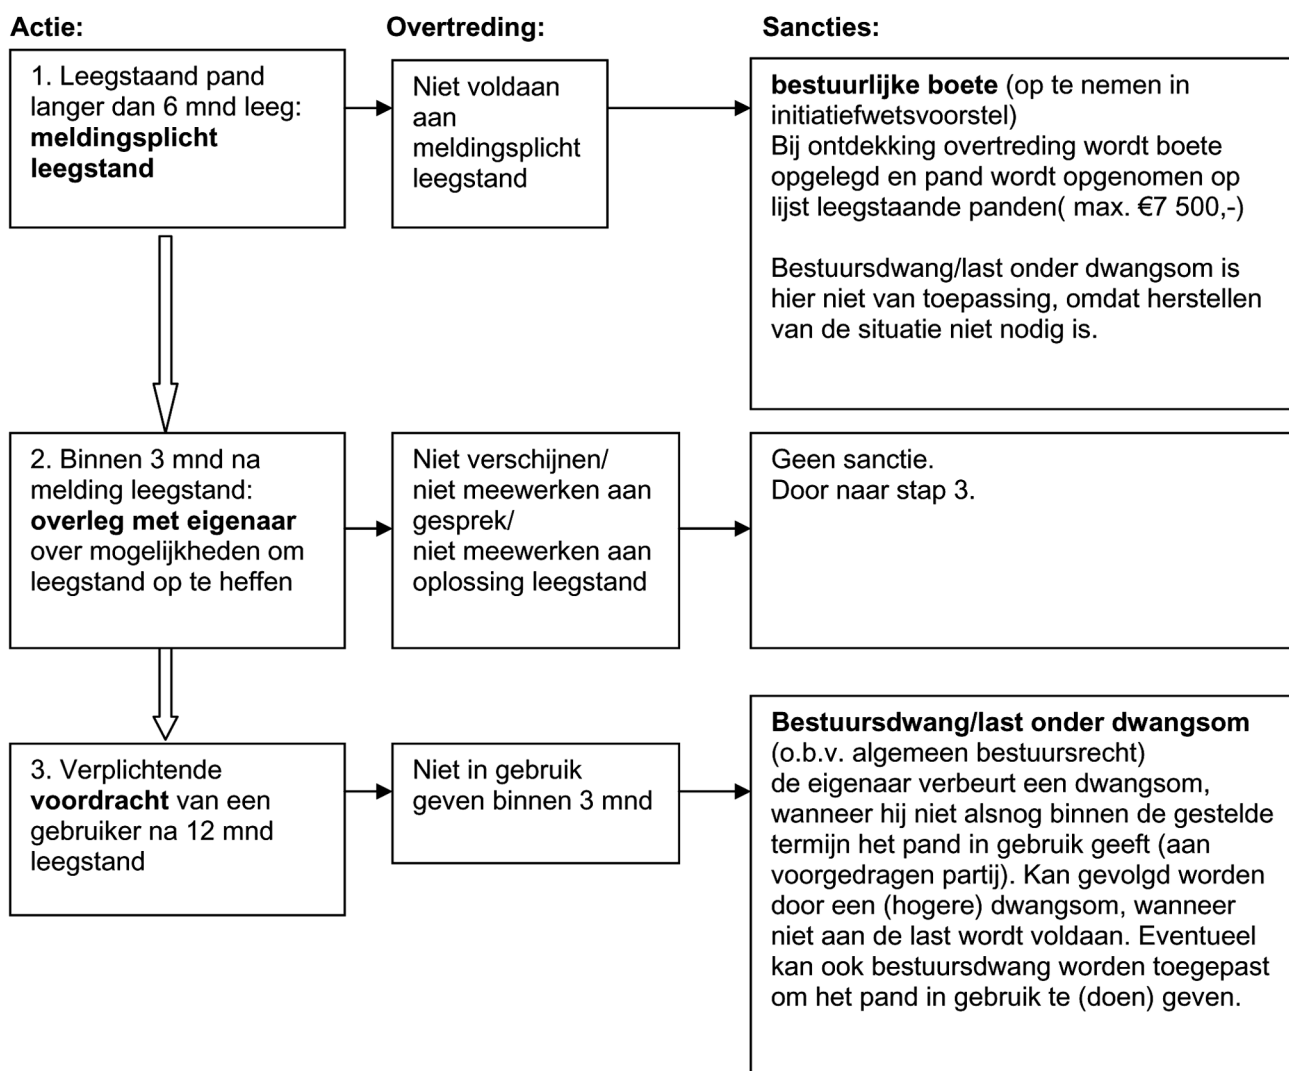 Actie:
Overtreding:
Sancties:
1. Leegstaand pand
langer dan 6 mnd leeg:
meldingsplicht
leegstand
Niet voldaan
aan
meldingsplicht
leegstand
bestuurlijke boete (op te nemen in
initiatiefwetsvoorstel)
Bij ontdekking overtreding wordt boete
opgelegd en pand wordt opgenomen op
lijst leegstaande panden( max. €7 500,-)
Bestuursdwang/last onder dwangsom is
hier niet van toepassing, omdat herstellen
van de situatie niet nodig is.
2. Binnen 3 mnd na
melding leegstand:
overleg met eigenaar
over mogelijkheden om
leegstand op te heffen
Niet verschijnen/
niet meewerken aan
gesprek/
niet meewerken aan
oplossing leegstand
Geen sanctie.
Door naar stap 3.
3. Verplichtende
voordracht van een
gebruiker na 12 mnd
leegstand
Niet in gebruik
geven binnen 3 mnd
Bestuursdwang/last onder dwangsom
(o.b.v. algemeen bestuursrecht)
de eigenaar verbeurt een dwangsom,
wanneer hij niet alsnog binnen de gestelde
termijn het pand in gebruik geeft (aan
voorgedragen partij). Kan gevolgd worden
door een (hogere) dwangsom, wanneer
niet aan de last wordt voldaan. Eventueel
kan ook bestuursdwang worden toegepast
om het pand in gebruik te (doen) geven.